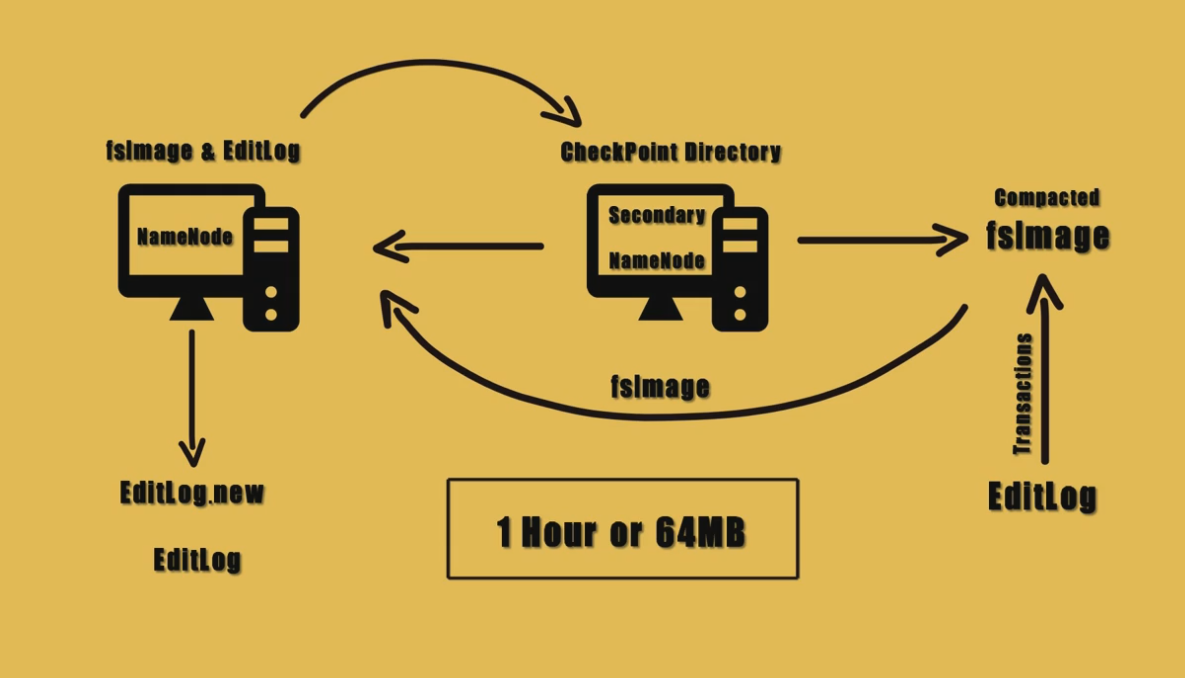 fsImage & EditLog
CheckPoint Directory
NameNode
Secondary
NameNode
Compacted
fsImage
fsImage
Transactions
EditLog.new
EditLog
EditLog
1 Hour or 64MB